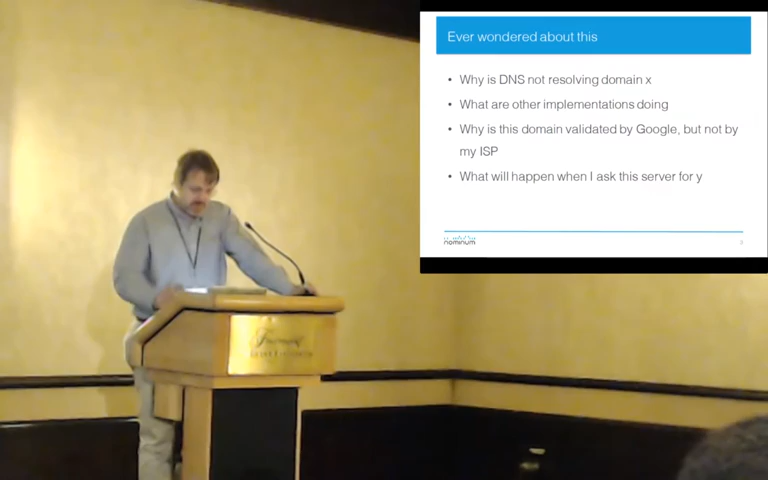 Ever wondered about this
• Why is DNS not resolving domain x
• What are other implementations doing
• Why is this domain validated by Google, but not by
my ISP
• What will happen when I ask this server for y
nominum
Fairmont